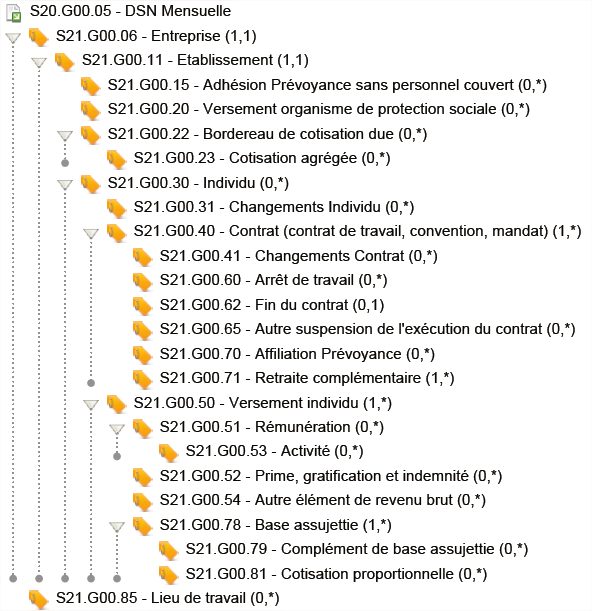 S20.G00.05 - DSN Mensuelle
S21.G00.06 - Entreprise (1,1)
S21.G00.11 - Etablissement (1,1)
S21.G00.15 - Adhésion Prévoyance sans personnel couvert (0,*)
S21.G00.20 - Versement organisme de protection sociale (0,*)
S21.G00.22 - Bordereau de cotisation due (0,*)
S21.G00.23 - Cotisation agrégée (0,*)
S21.G00.30 - Individu (0,*)
S21.G00.31 - Changements Individu (0,*)
S21.G00.40 - Contrat (contrat de travail, convention, mandat) (1,*)
S21.G00.41 - Changements Contrat (0,*)
S21.G00.60 - Arrêt de travail (0,*)
S21.G00.62 - Fin du contrat (0,1)
S21.G00.65 - Autre suspension de l'exécution du contrat (0,*)
S21.G00.70 - Affiliation Prévoyance (0,*)
S21.G00.71 - Retraite complémentaire (1,*)
S21.G00.50 - Versement individu (1,*)
S21.G00.51 - Rémunération (0,*)
S21.G00.53 - Activité (0,*)
S21.G00.52 - Prime, gratification et indemnité (0,*)
S21.G00.54 - Autre élément de revenu brut (0,*)
S21.G00.78 - Base assujettie (1,*)
S21.G00.79 - Complément de base assujettie (0,*)
S21.G00.81 - Cotisation proportionnelle (0,*)
S21.G00.85 - Lieu de travail (0,*)